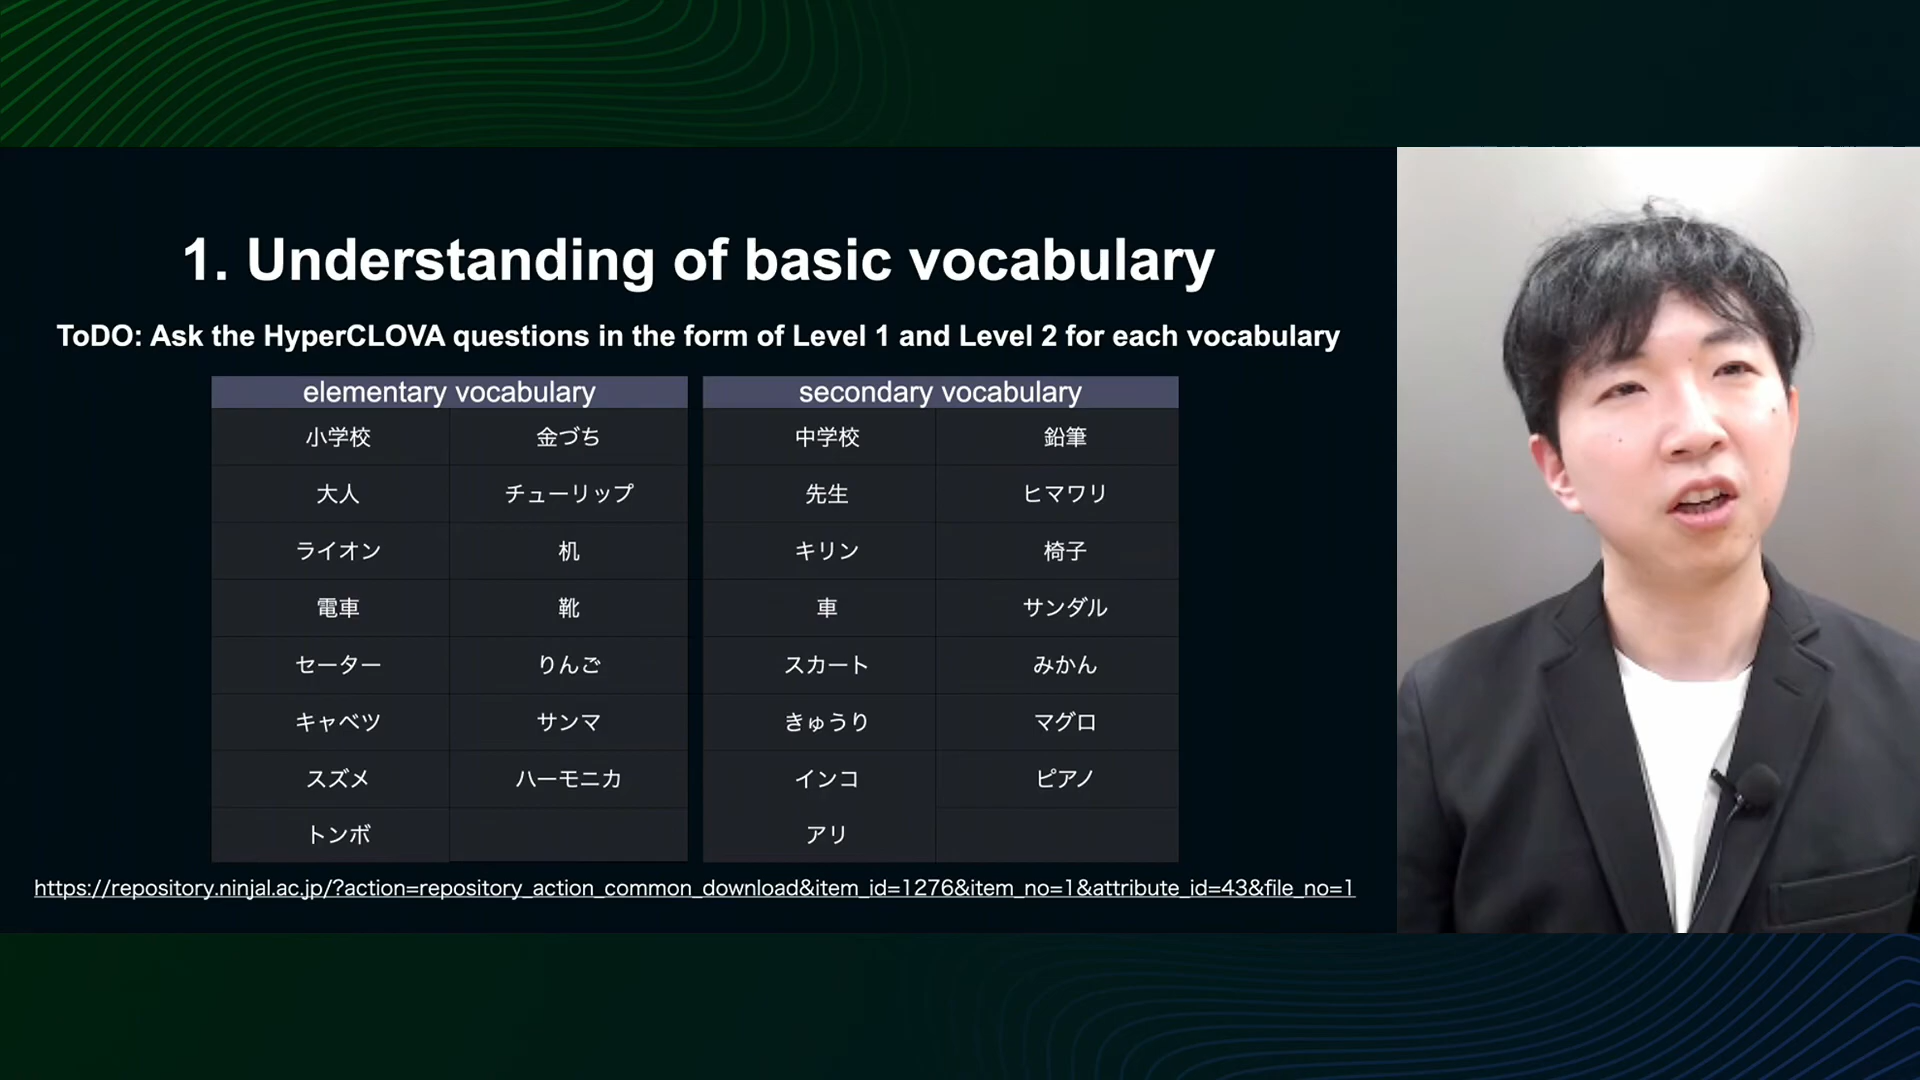 1. Understanding of basic vocabulary
ToDO: Ask the HyperCLOVA questions in the form of Level 1 and Level 2 for each vocabulary
elementary vocabulary
小学校 金づち
大人 チューリップ
ライオン 机
電車 靴
セーター りんご
キャベツ サンマ
スズメ ハーモニカ
トンボ
secondary vocabulary
中学校 鉛筆
先生 ヒマワリ
キリン 椅子
車 サンダル
スカート みかん
きゅうり マグロ
インコ ピアノ
アリ
https://repository.ninjal.ac.jp/?action=repository_action_common_download&item_id=1276&item_no=1&attribute_id=43&file_no=1